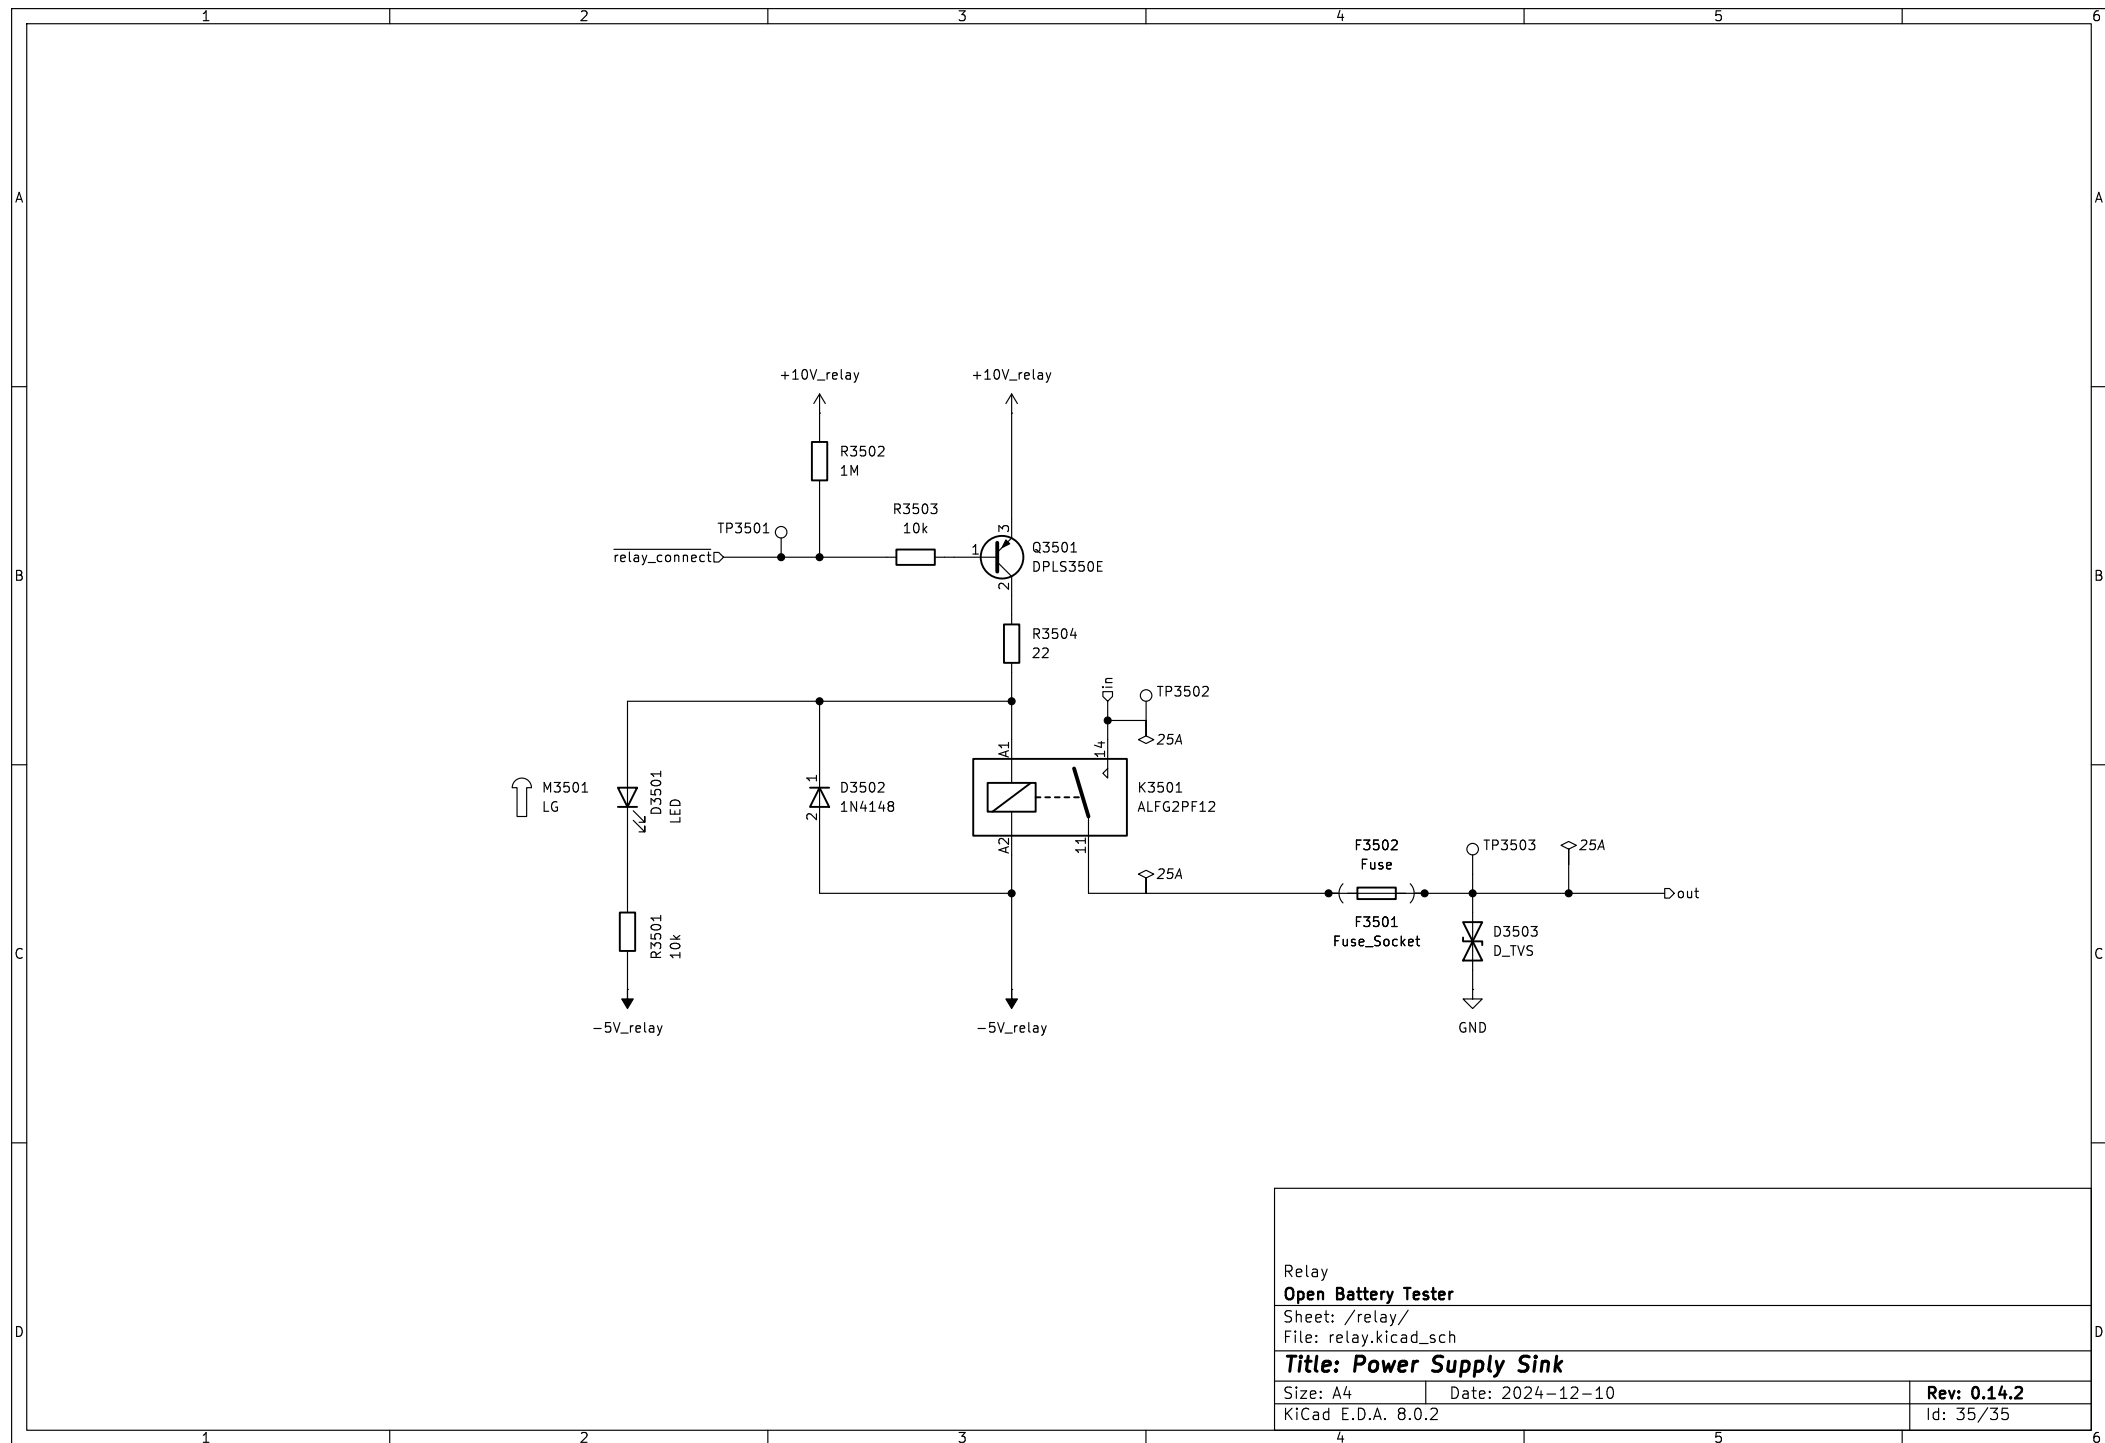 1 2 3 4 5 6
A A
+10V_relay +10V_relay
R3502
1M
R3503
10k
TP3501
relay_connect
1 3 2
Q3501
DPLS350E
B B
R3504
22
in
TP3502
25A
A1 14
M3501
LG
D3501
LED
1 2
D3502
1N4148
K3501
ALFG2PF12
A2 11
25A
F3502
Fuse
TP3503
25A
out
F3501
Fuse_Socket
R3501
10k
D3503
D_TVS
C C
-5V_relay -5V_relay GND
Relay
Open Battery Tester
Sheet: /relay/
File: relay.kicad_sch
D D
Title: Power Supply Sink
Size: A4 Date: 2024-12-10 Rev: 0.14.2
KiCad E.D.A. 8.0.2 Id: 35/35
1 2 3 4 5 6